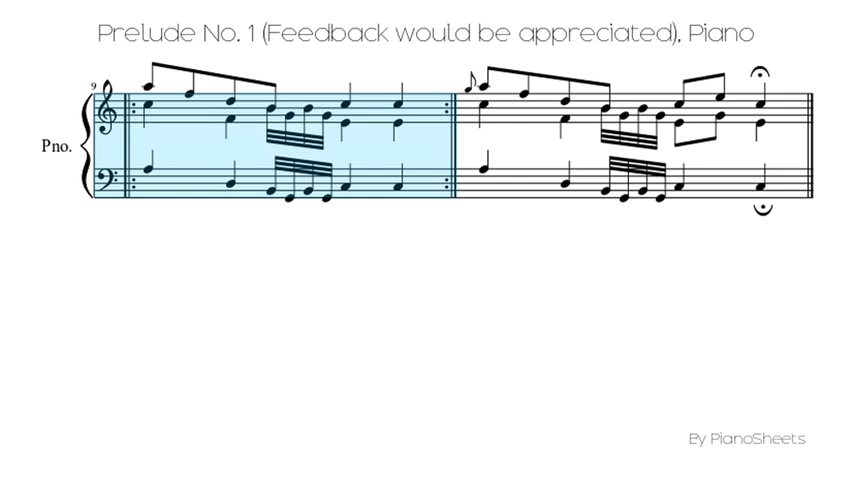 Prelude No. 1 (Feedback would be appreciated), Piano
9
Pno.
By PianoSheets